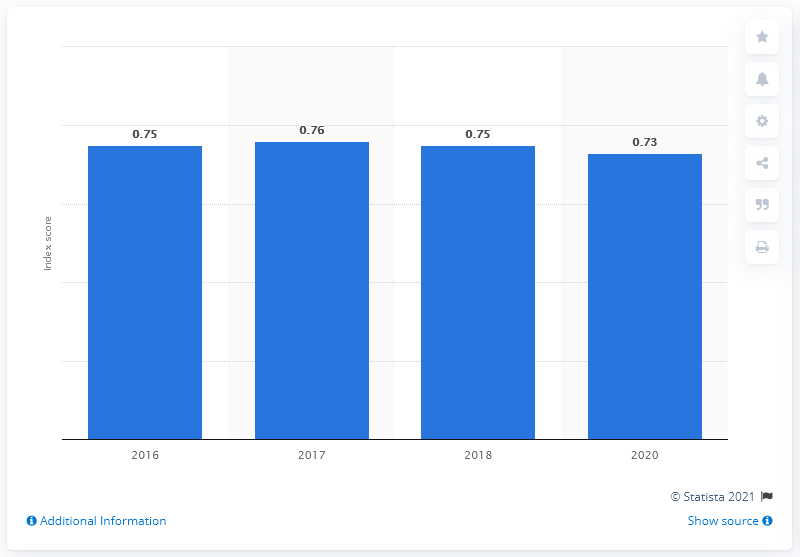 0.75
0.76
0.75
0.73
Index score
2016
2017
2018
2020
© Statista 2021
Additional Information
Show source